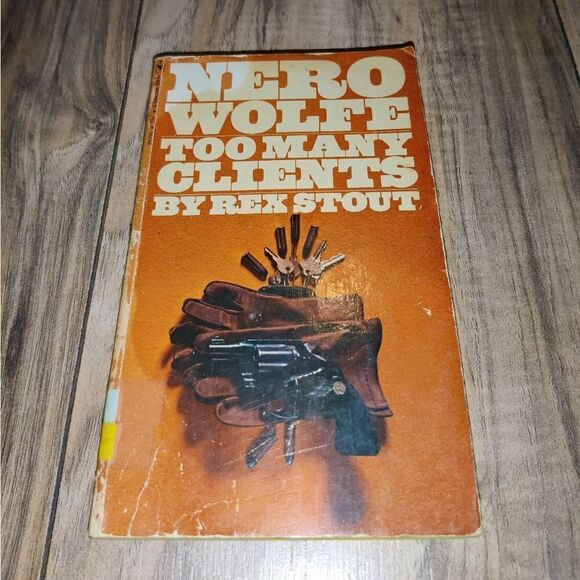 NERO
WOLFE
TOO MANY
CLIENTS
BY REX STOUT